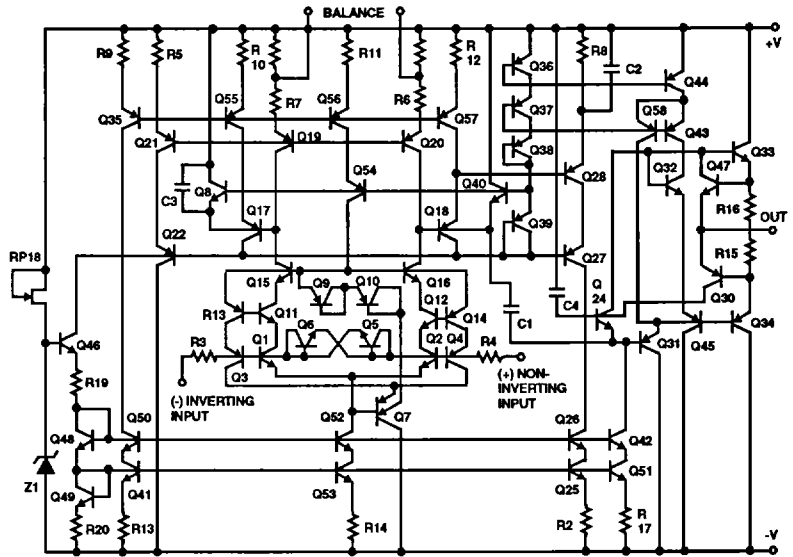 BALANCE
+V
R9
R5
R
10
R11
R
12
Q36
R8
C2
Q44
R7
R6
Q55
Q56
Q57
Q37
Q58
Q35
Q21
Q19
Q20
Q38
Q43
Q33
Q54
Q32
Q47
C3
Q8
Q40
Q28
R16
OUT
Q17
Q18
Q39
R15
Q22
Q27
RP18
Q15
Q9
Q10
Q16
Q
24
Q30
R13
Q11
Q12
Q14
C1
C4
Q46
Q1
Q6
Q5
Q2
Q4
Q31
Q45
Q34
R3
R4
Q3
R19
(-) INVERTING
INPUT
(+) NON-
INVERTING
INPUT
Q7
Q50
Q52
Q26
Q48
Q42
Z1
Q49
Q41
Q53
Q25
Q51
R20
R13
R14
R2
R
17
-V